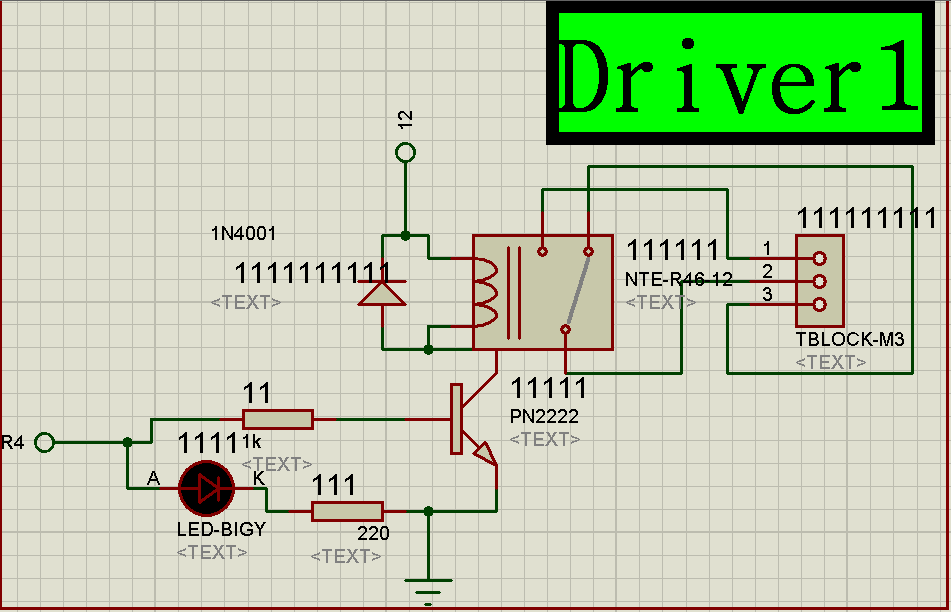 Driver1
12
1N4001
1111111111
<TEXT>
111111
NTE-R46-12
<TEXT>
111111111
1
2
3
TBLOCK-M3
<TEXT>
11111
PN2222
<TEXT>
11
1k
<TEXT>
R4
1111
A
K
LED-BIGY
<TEXT>
111
220
<TEXT>